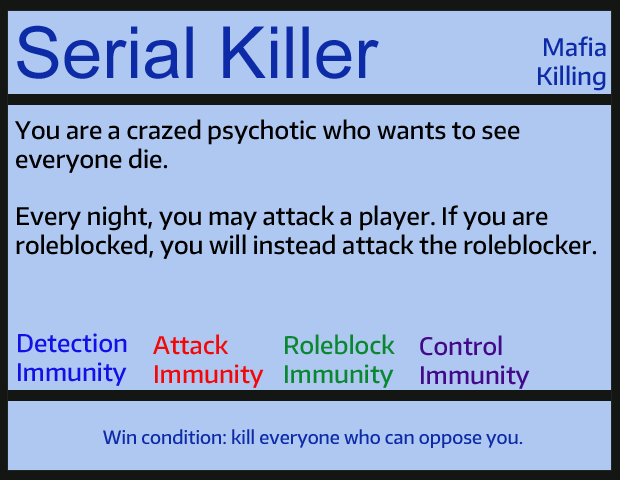 Serial Killer
Mafia
Killing
You are a crazed psychotic who wants to see
everyone die.
Every night, you may attack a player. If you are
roleblocked, you will instead attack the roleblocker.
Detection
Immunity
Attack
Immunity
Roleblock
Immunity
Control
Immunity
Win condition: kill everyone who can oppose you.